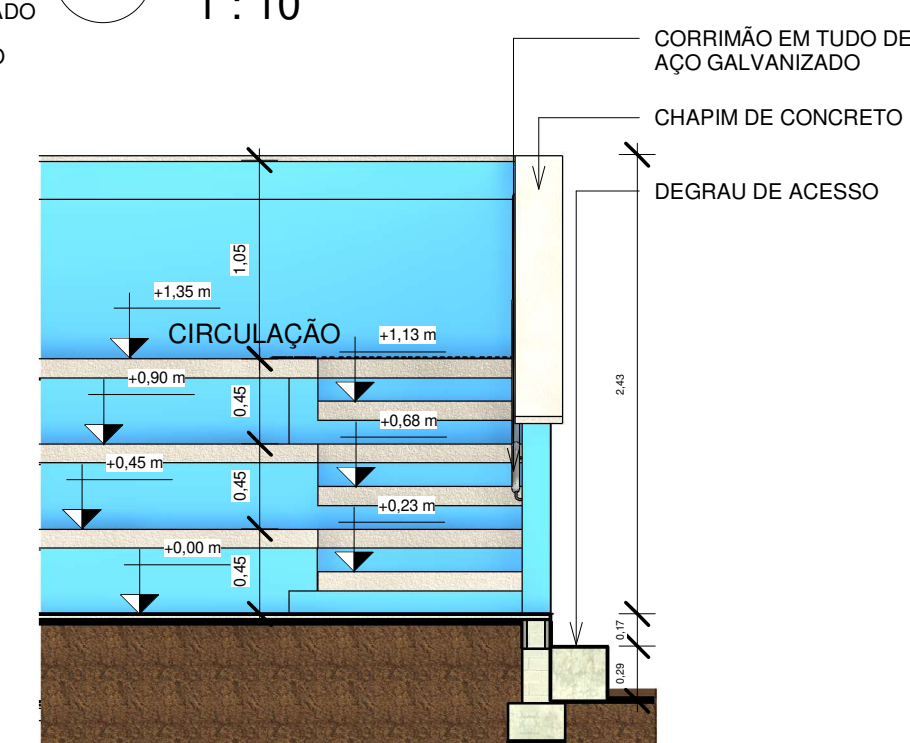 ADO
1 : 10
O
CORRIMÃO EM TUDO DE
AÇO GALVANIZADO
CHAPIM DE CONCRETO
DEGRAU DE ACESSO
1,05
+1,35 m
CIRCULAÇÃO
+1,13 m
+0,90 m
0,45
2,43
+0,68 m
+0,45 m
0,45
+0,23 m
+0,00 m
0,45
0,17
0,29